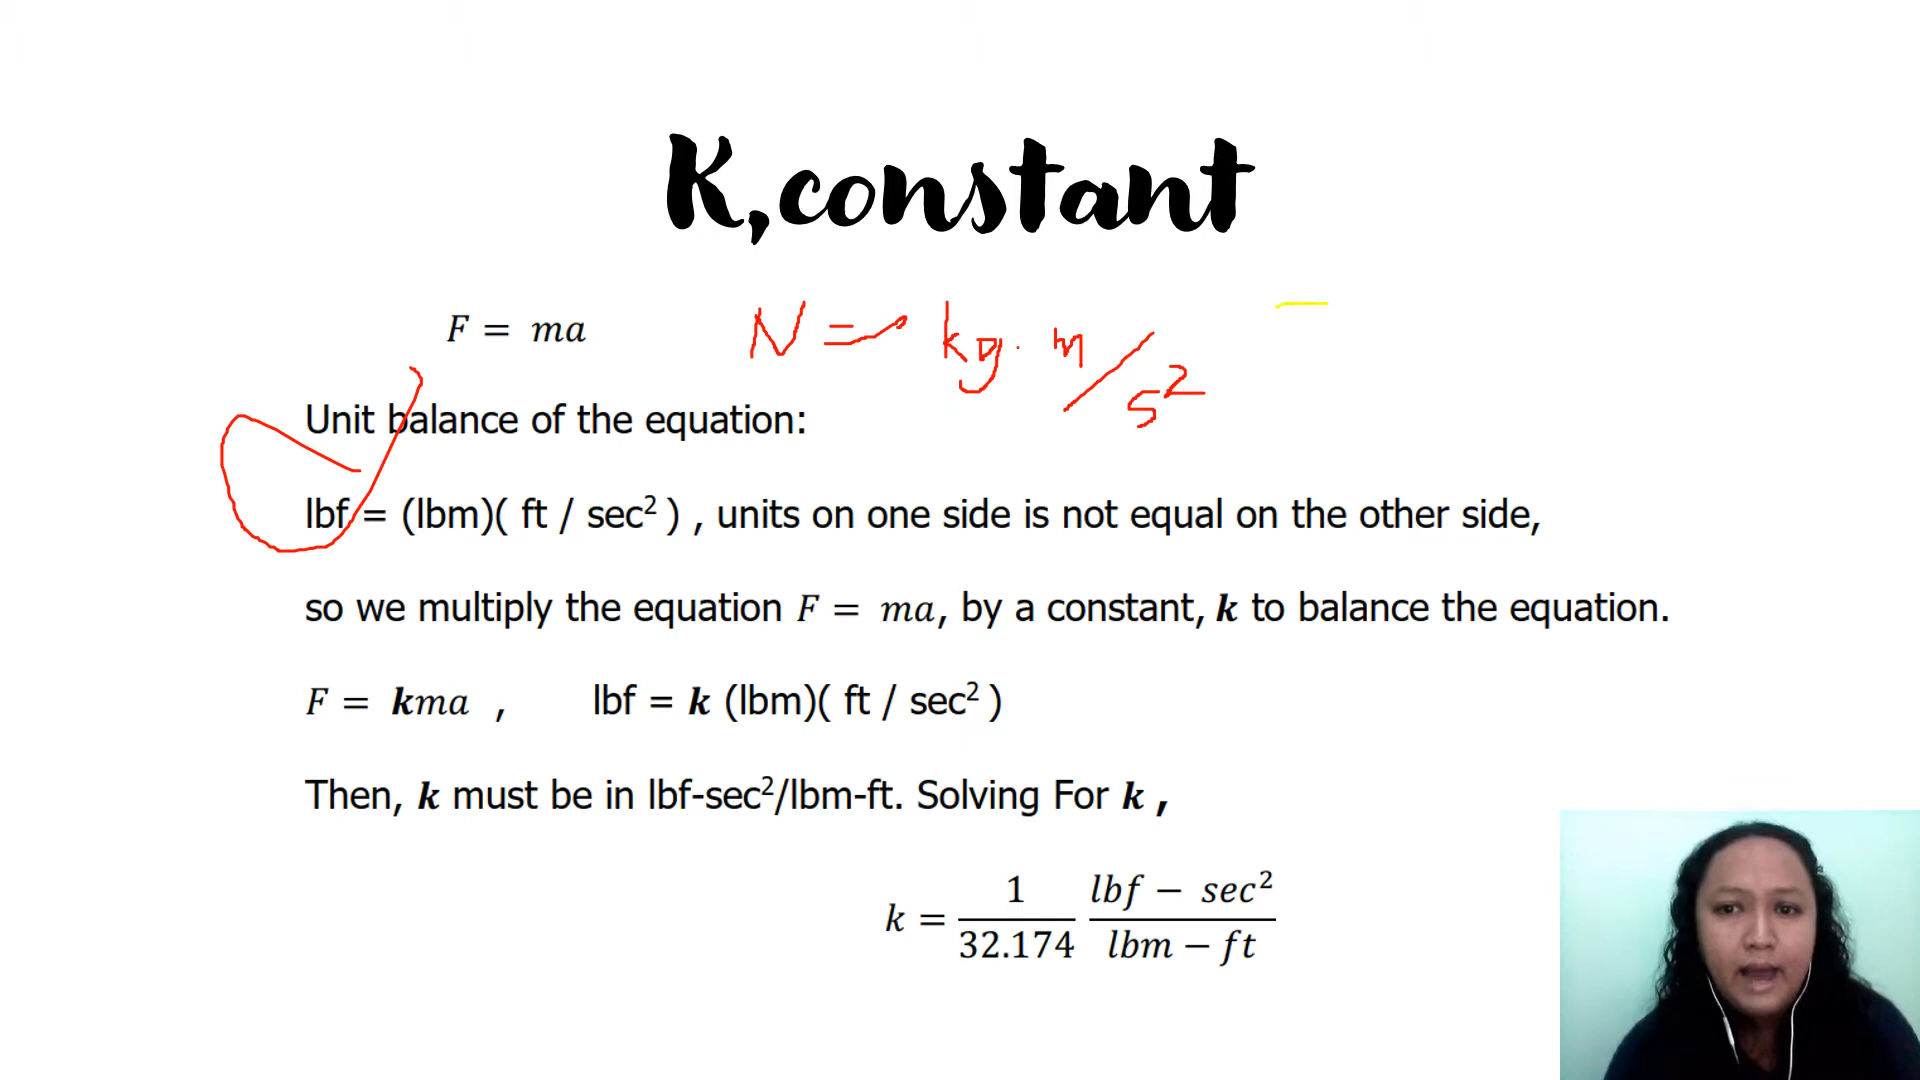 K,constant
F = ma
N = kg · m/s²
Unit balance of the equation:
lbf = (lbm)( ft / sec² ) , units on one side is not equal on the other side,
so we multiply the equation F = ma, by a constant, k to balance the equation.
F = kma , lbf = k (lbm)( ft / sec² )
Then, k must be in lbf-sec²/lbm-ft. Solving For k ,
k = 1/32.174 lbf − sec²/lbm − ft